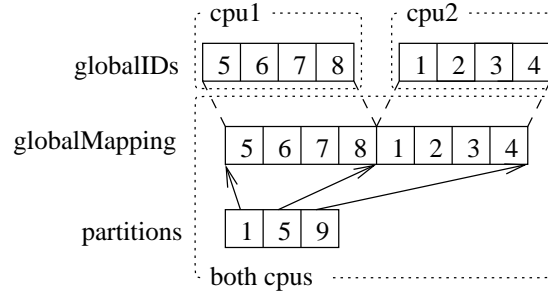 cpu1 cpu2
globalIDs 5 6 7 8 1 2 3 4
globalMapping 5 6 7 8 1 2 3 4
partitions 1 5 9
both cpus